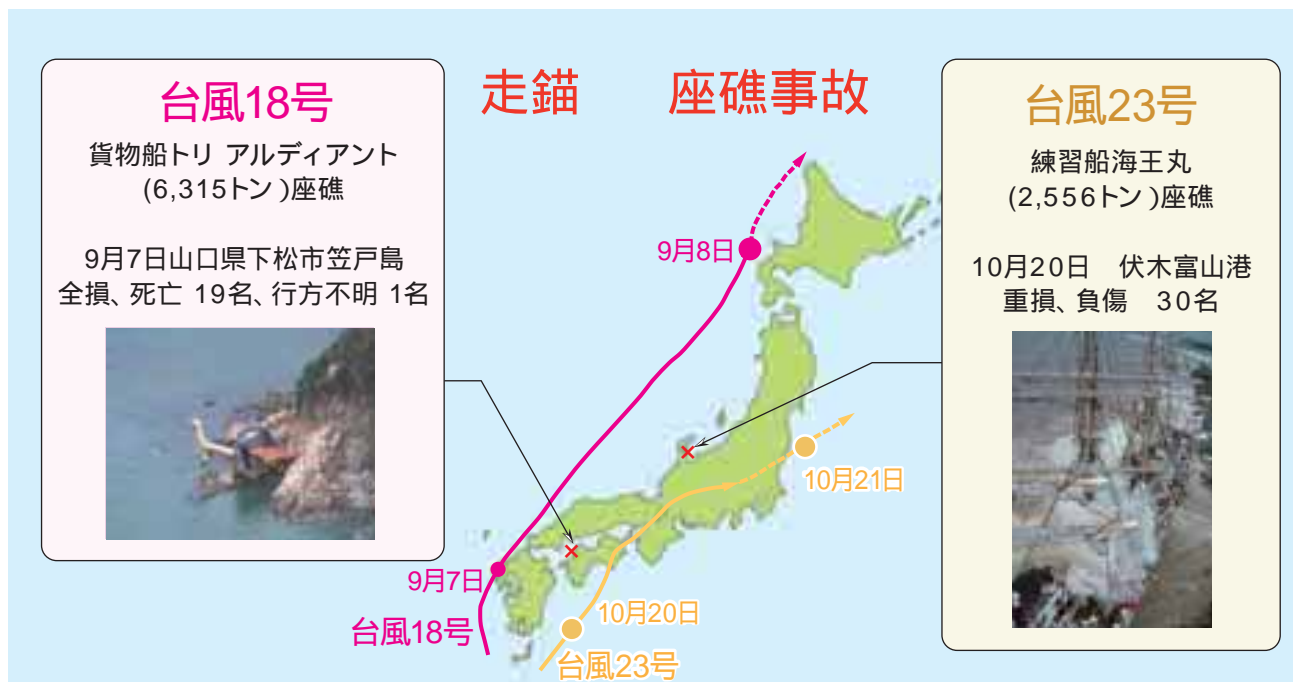 走錨　座礁事故
台風18号
貨物船トリ アルディアント
(6,315トン)座礁
9月7日山口県下松市笠戸島
全損、死亡 19名、行方不明 1名
台風23号
練習船海王丸
(2,556トン)座礁
10月20日　伏木富山港
重損、負傷　30名
9月8日
10月21日
9月7日
10月20日
台風18号
台風23号